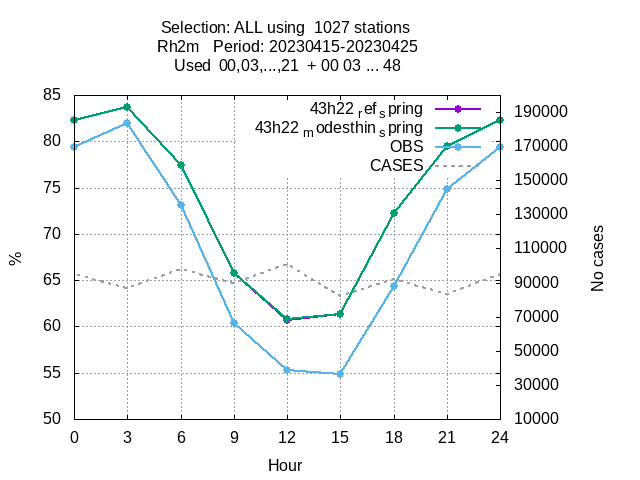 Selection: ALL using  1027 stations
Rh2m   Period: 20230415-20230425
Used  00,03,...,21  + 00 03 ... 48
43h22 ref spring
43h22 modesthin spring
OBS
CASES
85
80
75
70
65
60
55
50
190000
170000
150000
130000
110000
90000
70000
50000
30000
10000
%
No cases
0 3 6 9 12 15 18 21 24
Hour